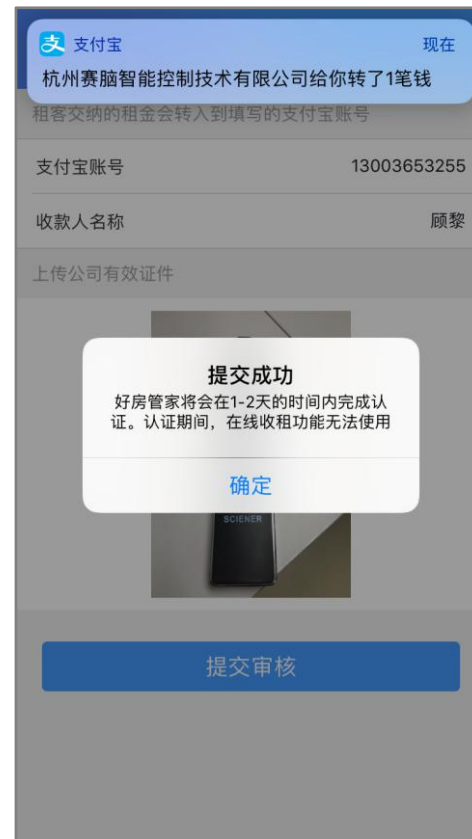 支付宝
现在
杭州赛脑智能控制技术有限公司给你转了1笔钱
租客交纳的租金会转入到填写的支付宝账号
支付宝账号
13003653255
收款人名称
顾黎
上传公司有效证件
提交成功
好房管家将会在1-2天的时间内完成认
证。认证期间，在线收租功能无法使用
确定
SCIENER
提交审核